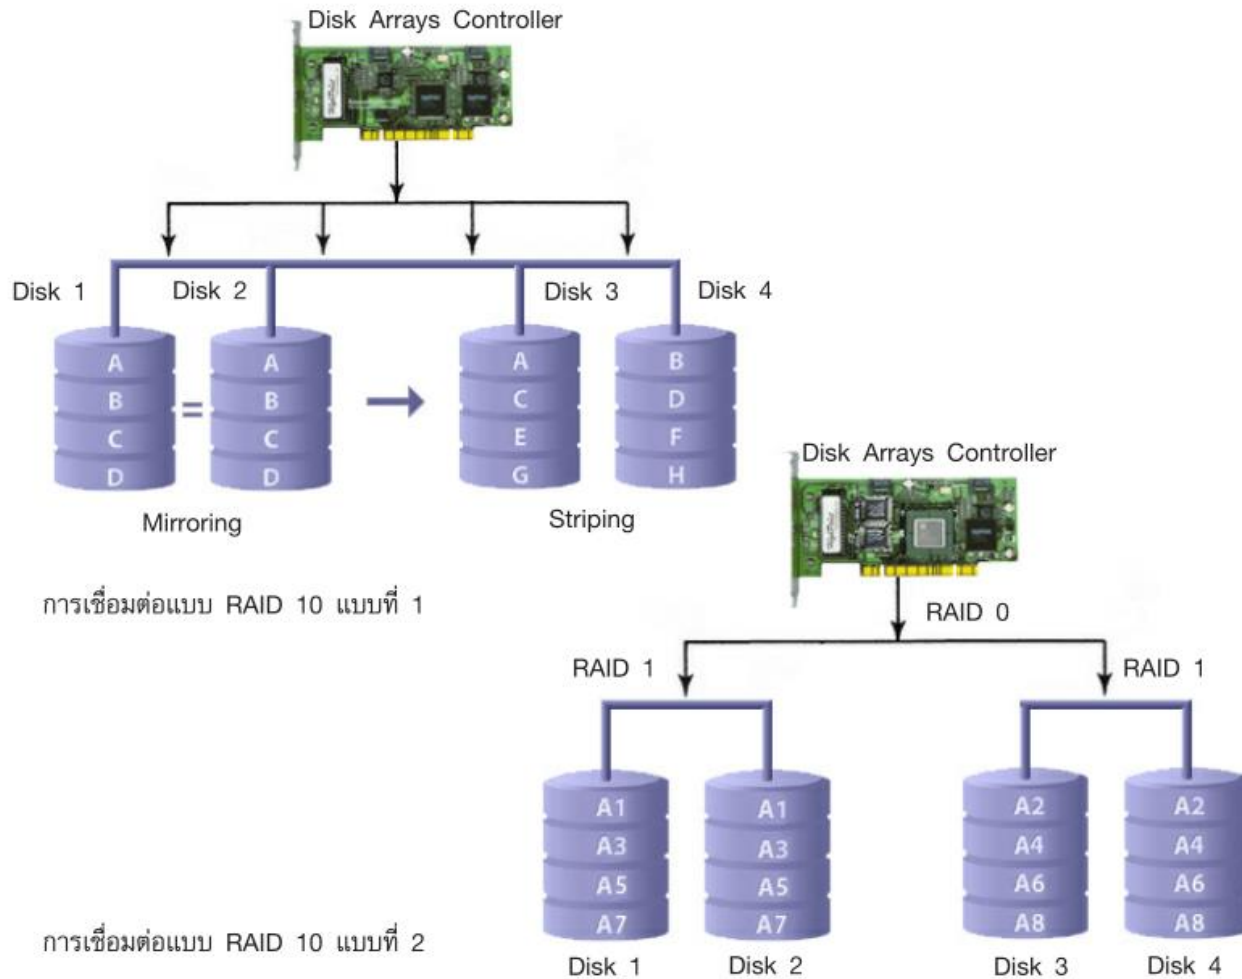 Disk Arrays Controller
Disk 1
Disk 2
Disk 3
Disk 4
A
B
C
D
=
A
B
C
D
A
C
E
G
B
D
F
H
Mirroring
Striping
การเชื่อมต่อแบบ RAID 10 แบบที่ 1
Disk Arrays Controller
RAID 0
RAID 1
RAID 1
A1
A3
A5
A7
A1
A3
A5
A7
A2
A4
A6
A8
A2
A4
A6
A8
Disk 1
Disk 2
Disk 3
Disk 4
การเชื่อมต่อแบบ RAID 10 แบบที่ 2